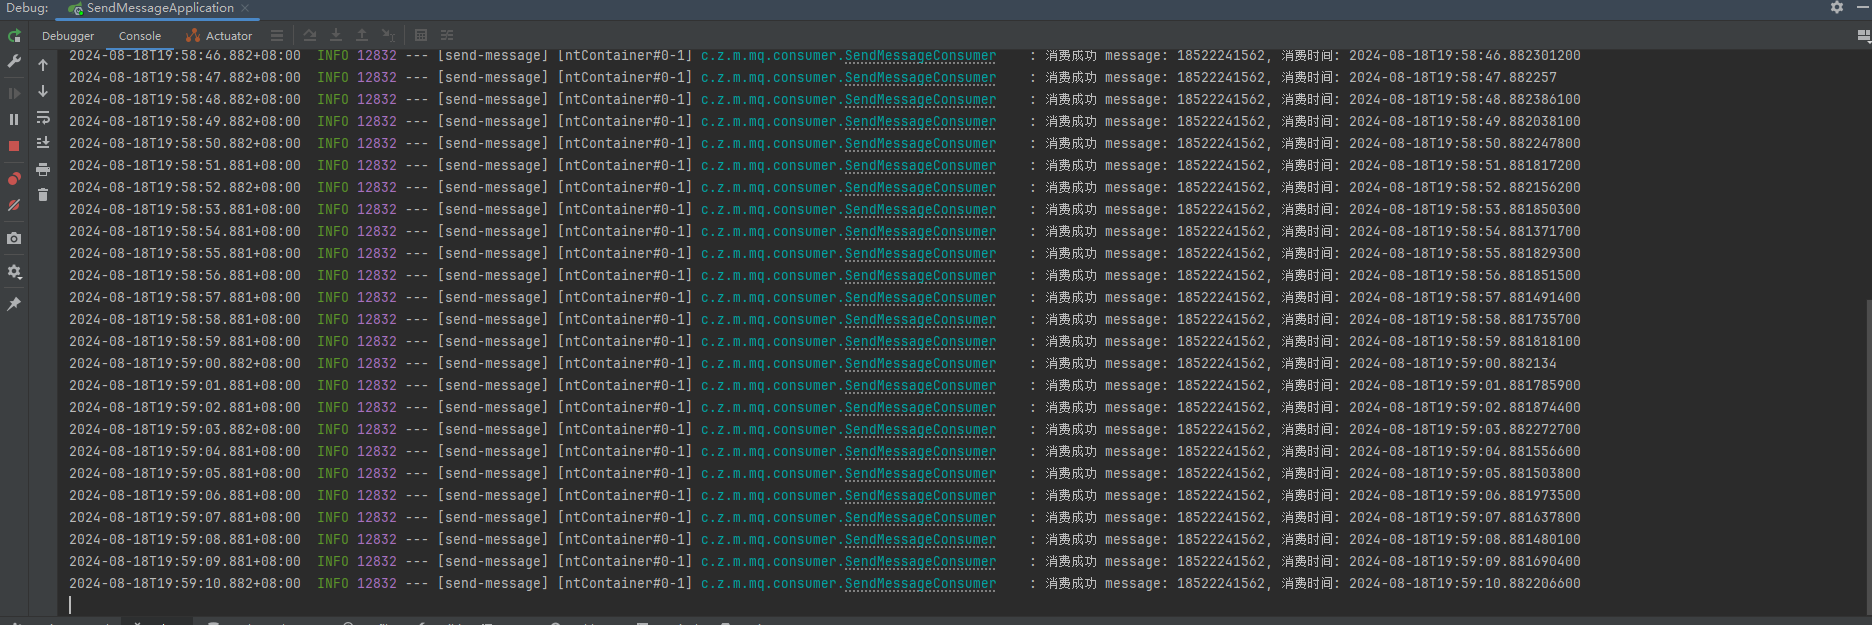 Debug: SendMessageApplication
Debugger Console Actuator
2024-08-18T19:58:46.882+08:00 INFO 12832 --- [send-message] [ntContainer#0-1] c.z.m.mq.consumer.SendMessageConsumer : 消费成功 message: 18522241562, 消费时间: 2024-08-18T19:58:46.882301200
2024-08-18T19:58:47.882+08:00 INFO 12832 --- [send-message] [ntContainer#0-1] c.z.m.mq.consumer.SendMessageConsumer : 消费成功 message: 18522241562, 消费时间: 2024-08-18T19:58:47.882257
2024-08-18T19:58:48.882+08:00 INFO 12832 --- [send-message] [ntContainer#0-1] c.z.m.mq.consumer.SendMessageConsumer : 消费成功 message: 18522241562, 消费时间: 2024-08-18T19:58:48.882386100
2024-08-18T19:58:49.882+08:00 INFO 12832 --- [send-message] [ntContainer#0-1] c.z.m.mq.consumer.SendMessageConsumer : 消费成功 message: 18522241562, 消费时间: 2024-08-18T19:58:49.882038100
2024-08-18T19:58:50.882+08:00 INFO 12832 --- [send-message] [ntContainer#0-1] c.z.m.mq.consumer.SendMessageConsumer : 消费成功 message: 18522241562, 消费时间: 2024-08-18T19:58:50.882247800
2024-08-18T19:58:51.881+08:00 INFO 12832 --- [send-message] [ntContainer#0-1] c.z.m.mq.consumer.SendMessageConsumer : 消费成功 message: 18522241562, 消费时间: 2024-08-18T19:58:51.881817200
2024-08-18T19:58:52.882+08:00 INFO 12832 --- [send-message] [ntContainer#0-1] c.z.m.mq.consumer.SendMessageConsumer : 消费成功 message: 18522241562, 消费时间: 2024-08-18T19:58:52.882156200
2024-08-18T19:58:53.881+08:00 INFO 12832 --- [send-message] [ntContainer#0-1] c.z.m.mq.consumer.SendMessageConsumer : 消费成功 message: 18522241562, 消费时间: 2024-08-18T19:58:53.881850300
2024-08-18T19:58:54.881+08:00 INFO 12832 --- [send-message] [ntContainer#0-1] c.z.m.mq.consumer.SendMessageConsumer : 消费成功 message: 18522241562, 消费时间: 2024-08-18T19:58:54.881371700
2024-08-18T19:58:55.881+08:00 INFO 12832 --- [send-message] [ntContainer#0-1] c.z.m.mq.consumer.SendMessageConsumer : 消费成功 message: 18522241562, 消费时间: 2024-08-18T19:58:55.881829300
2024-08-18T19:58:56.881+08:00 INFO 12832 --- [send-message] [ntContainer#0-1] c.z.m.mq.consumer.SendMessageConsumer : 消费成功 message: 18522241562, 消费时间: 2024-08-18T19:58:56.881851500
2024-08-18T19:58:57.881+08:00 INFO 12832 --- [send-message] [ntContainer#0-1] c.z.m.mq.consumer.SendMessageConsumer : 消费成功 message: 18522241562, 消费时间: 2024-08-18T19:58:57.881491400
2024-08-18T19:58:58.881+08:00 INFO 12832 --- [send-message] [ntContainer#0-1] c.z.m.mq.consumer.SendMessageConsumer : 消费成功 message: 18522241562, 消费时间: 2024-08-18T19:58:58.881735700
2024-08-18T19:58:59.881+08:00 INFO 12832 --- [send-message] [ntContainer#0-1] c.z.m.mq.consumer.SendMessageConsumer : 消费成功 message: 18522241562, 消费时间: 2024-08-18T19:58:59.881818100
2024-08-18T19:59:00.882+08:00 INFO 12832 --- [send-message] [ntContainer#0-1] c.z.m.mq.consumer.SendMessageConsumer : 消费成功 message: 18522241562, 消费时间: 2024-08-18T19:59:00.882134
2024-08-18T19:59:01.881+08:00 INFO 12832 --- [send-message] [ntContainer#0-1] c.z.m.mq.consumer.SendMessageConsumer : 消费成功 message: 18522241562, 消费时间: 2024-08-18T19:59:01.881785900
2024-08-18T19:59:02.881+08:00 INFO 12832 --- [send-message] [ntContainer#0-1] c.z.m.mq.consumer.SendMessageConsumer : 消费成功 message: 18522241562, 消费时间: 2024-08-18T19:59:02.881874400
2024-08-18T19:59:03.882+08:00 INFO 12832 --- [send-message] [ntContainer#0-1] c.z.m.mq.consumer.SendMessageConsumer : 消费成功 message: 18522241562, 消费时间: 2024-08-18T19:59:03.882272700
2024-08-18T19:59:04.881+08:00 INFO 12832 --- [send-message] [ntContainer#0-1] c.z.m.mq.consumer.SendMessageConsumer : 消费成功 message: 18522241562, 消费时间: 2024-08-18T19:59:04.881556600
2024-08-18T19:59:05.881+08:00 INFO 12832 --- [send-message] [ntContainer#0-1] c.z.m.mq.consumer.SendMessageConsumer : 消费成功 message: 18522241562, 消费时间: 2024-08-18T19:59:05.881503800
2024-08-18T19:59:06.881+08:00 INFO 12832 --- [send-message] [ntContainer#0-1] c.z.m.mq.consumer.SendMessageConsumer : 消费成功 message: 18522241562, 消费时间: 2024-08-18T19:59:06.881973500
2024-08-18T19:59:07.881+08:00 INFO 12832 --- [send-message] [ntContainer#0-1] c.z.m.mq.consumer.SendMessageConsumer : 消费成功 message: 18522241562, 消费时间: 2024-08-18T19:59:07.881637800
2024-08-18T19:59:08.881+08:00 INFO 12832 --- [send-message] [ntContainer#0-1] c.z.m.mq.consumer.SendMessageConsumer : 消费成功 message: 18522241562, 消费时间: 2024-08-18T19:59:08.881480100
2024-08-18T19:59:09.881+08:00 INFO 12832 --- [send-message] [ntContainer#0-1] c.z.m.mq.consumer.SendMessageConsumer : 消费成功 message: 18522241562, 消费时间: 2024-08-18T19:59:09.881690400
2024-08-18T19:59:10.882+08:00 INFO 12832 --- [send-message] [ntContainer#0-1] c.z.m.mq.consumer.SendMessageConsumer : 消费成功 message: 18522241562, 消费时间: 2024-08-18T19:59:10.882206600